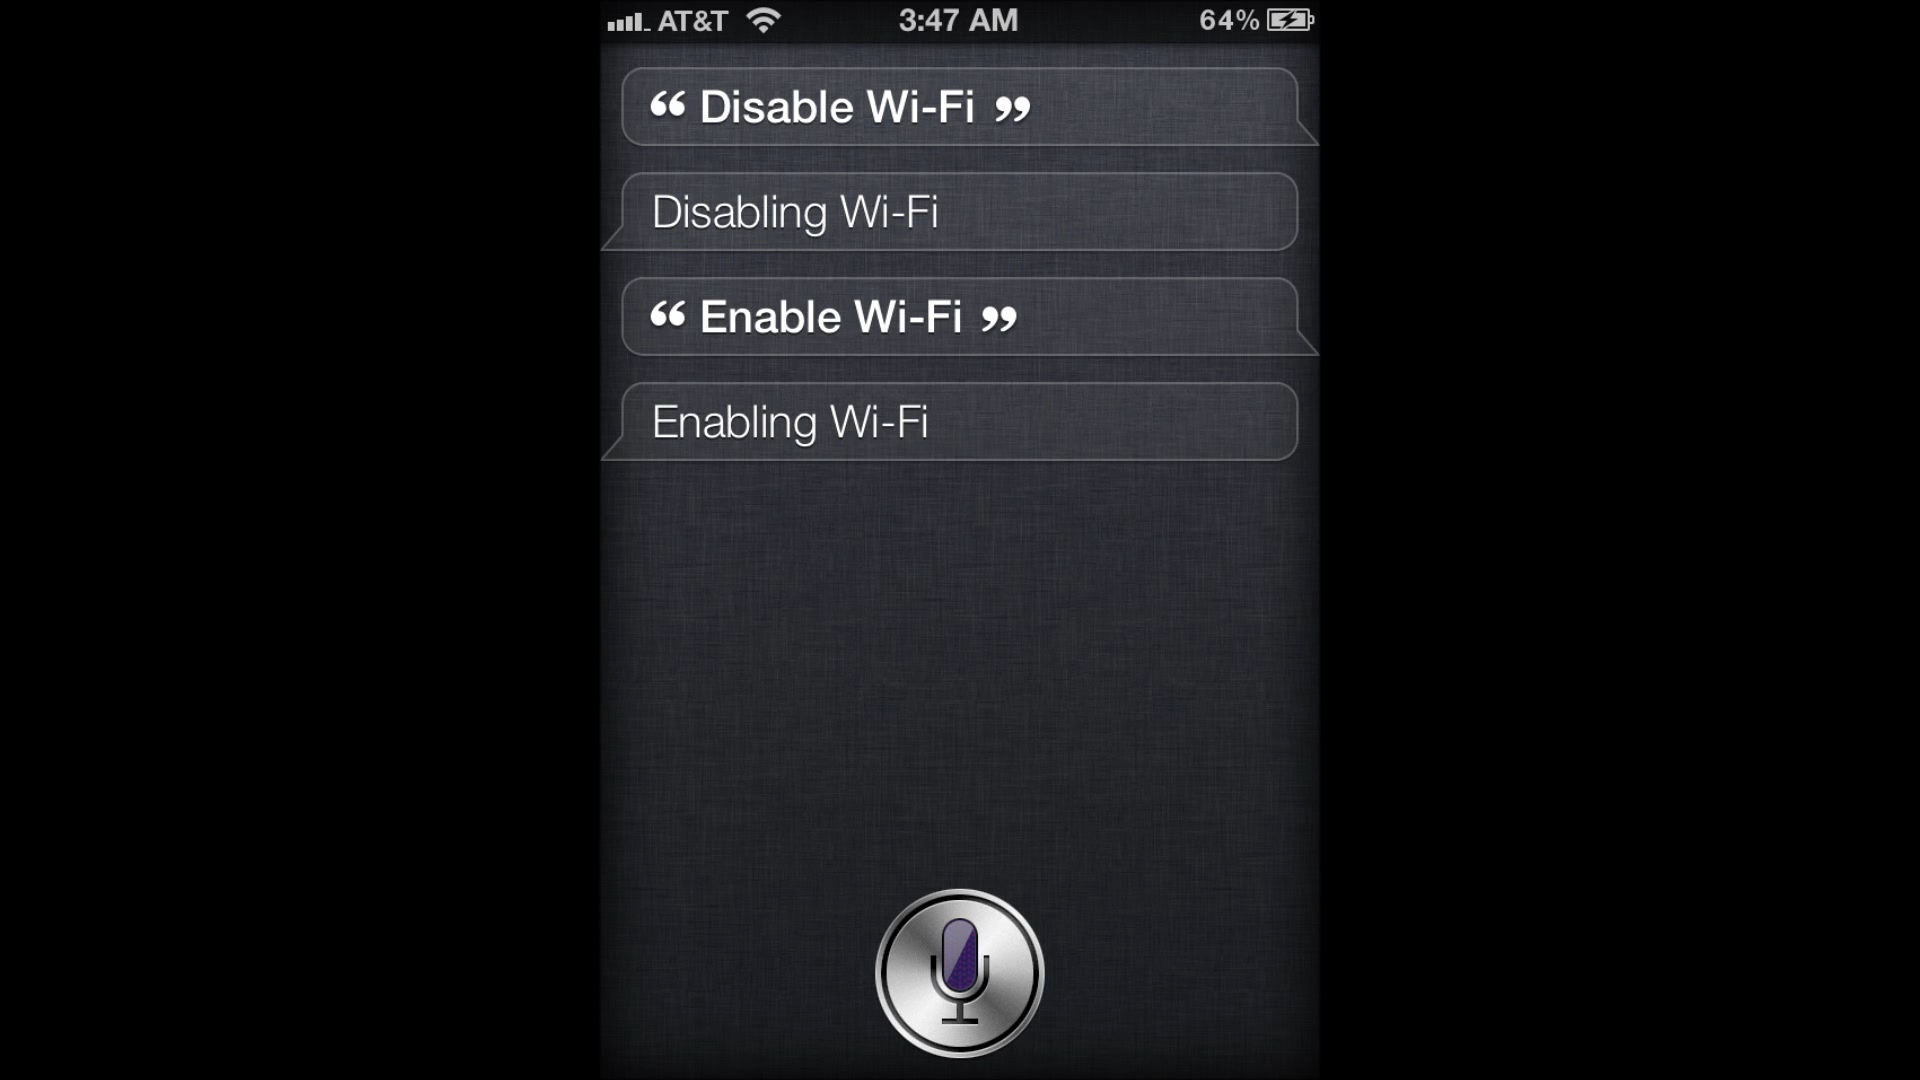 AT&T 3:47 AM 64%
“ Disable Wi-Fi ”
Disabling Wi-Fi
“ Enable Wi-Fi ”
Enabling Wi-Fi